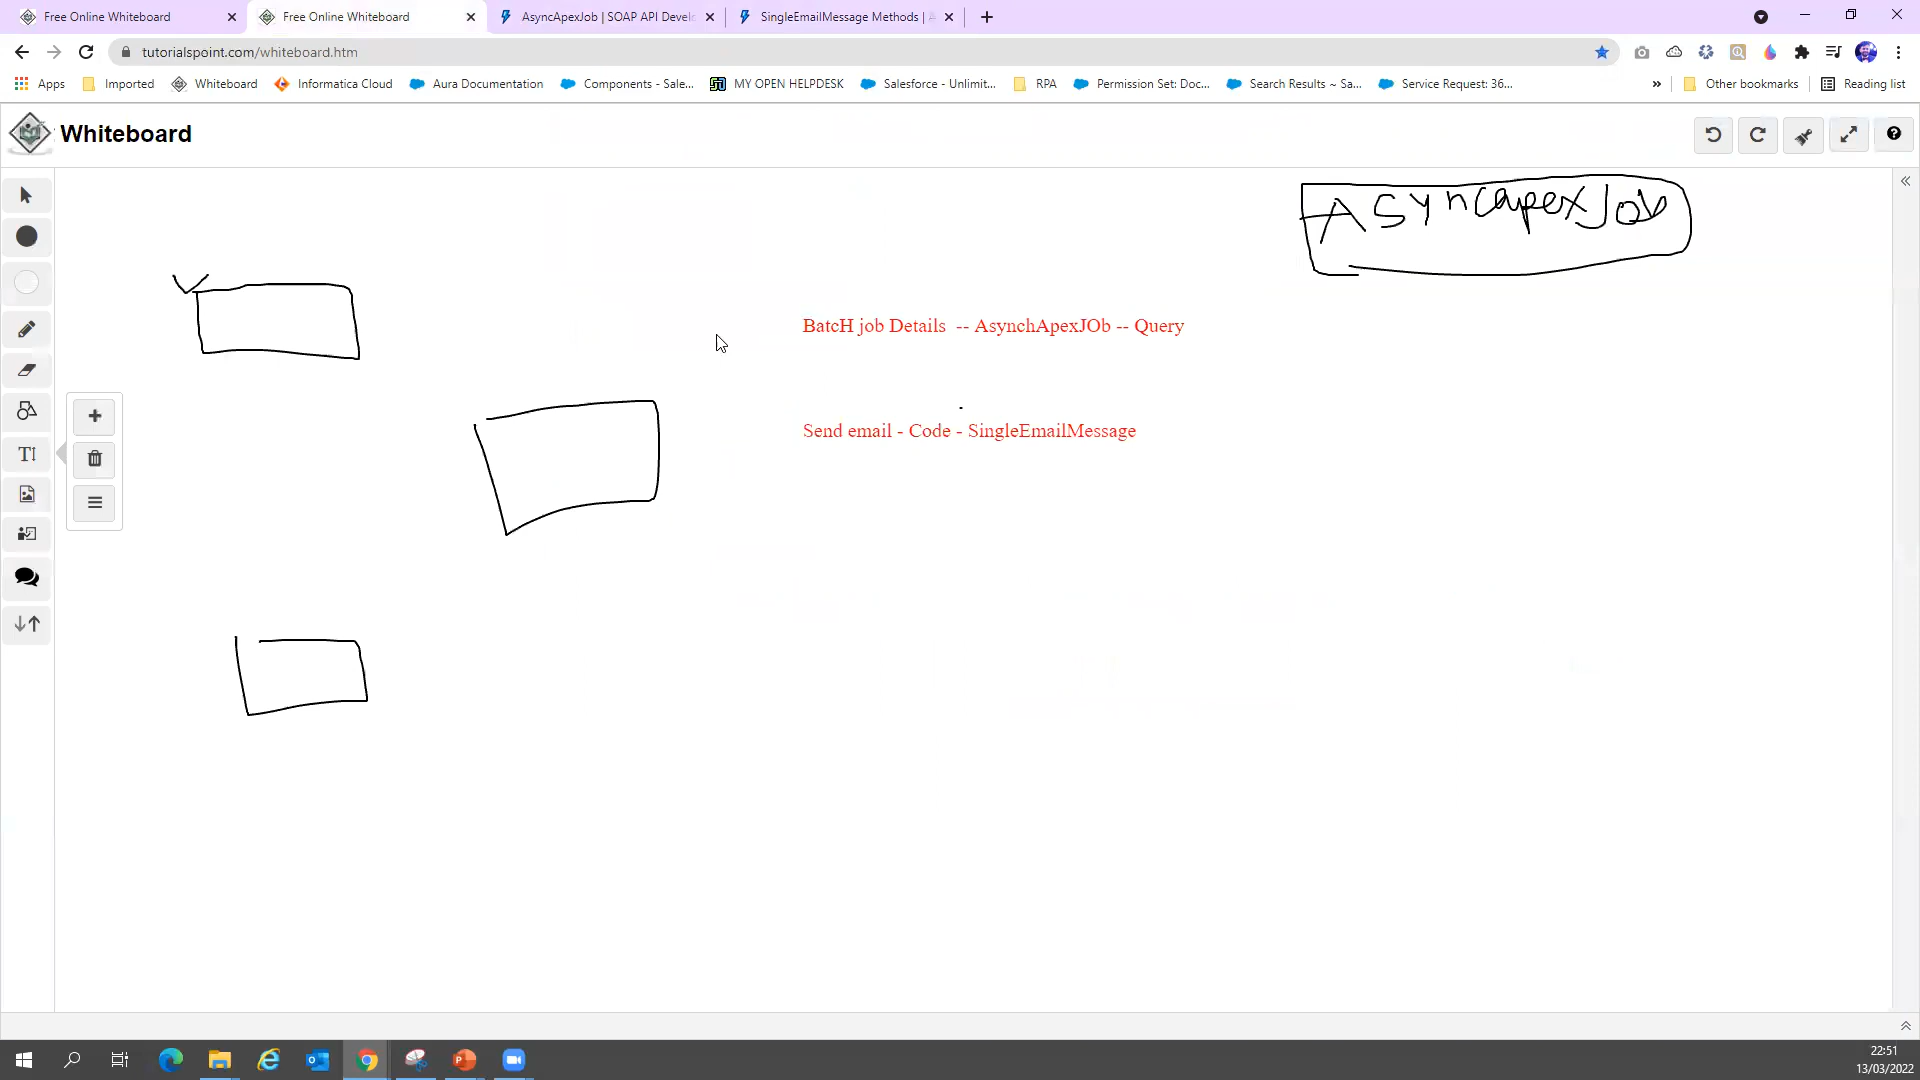 Free Online Whiteboard
Free Online Whiteboard
AsyncApexJob | SOAP API Devel
SingleEmailMessage Methods |
tutorialspoint.com/whiteboard.htm
Apps
Imported
Whiteboard
Informatica Cloud
Aura Documentation
Components - Sale...
MY OPEN HELPDESK
Salesforce - Unlimit...
RPA
Permission Set: Doc...
Search Results ~ Sa...
Service Request: 36...
»
Other bookmarks
Reading list
Whiteboard
AsyncapexJob
BatcH job Details -- AsynchApexJOb -- Query
Send email - Code - SingleEmailMessage
22:51
13/03/2022